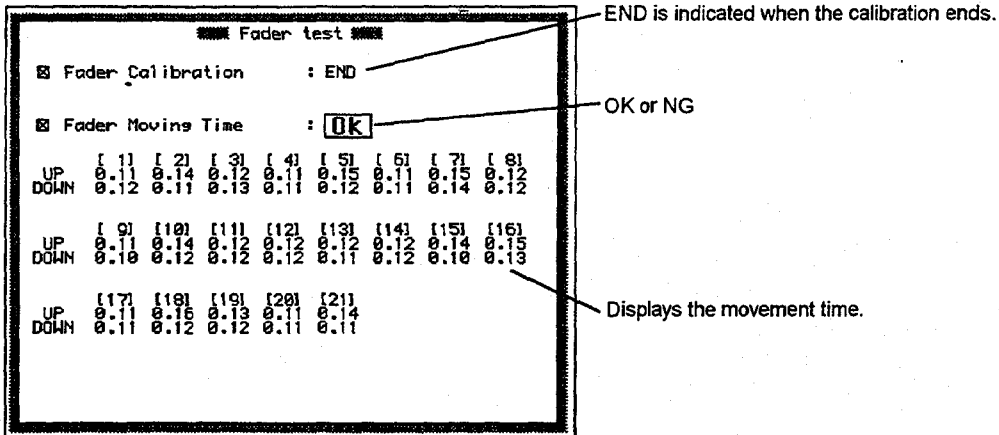 Fader test
Fader Calibration : END
END is indicated when the calibration ends.
Fader Moving Time : Ok
OK or NG
[ 1] [ 2] [ 3] [ 4] [ 5] [ 6] [ 7] [ 8]
UP 0.11 0.14 0.12 0.11 0.15 0.11 0.15 0.12
DOWN 0.12 0.11 0.13 0.11 0.12 0.11 0.14 0.12
[ 9] [10] [11] [12] [13] [14] [15] [16]
UP 0.11 0.14 0.12 0.12 0.12 0.12 0.14 0.15
DOWN 0.10 0.12 0.12 0.12 0.11 0.12 0.10 0.13
[17] [18] [19] [20] [21]
UP 0.11 0.16 0.13 0.11 0.14
DOWN 0.11 0.12 0.12 0.11 0.11
Displays the movement time.